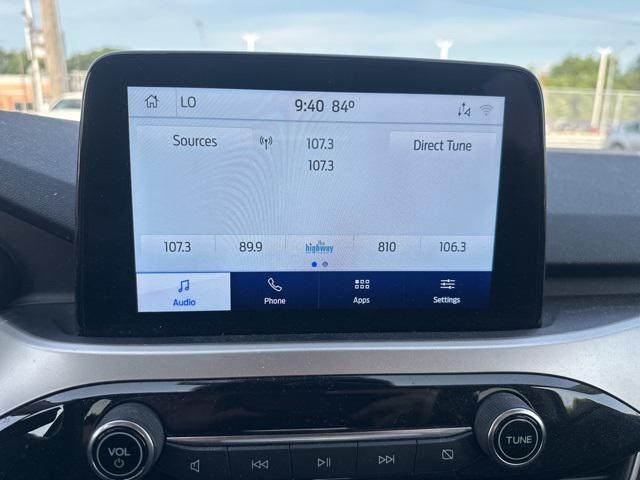 LO 9:40 84º
Sources 107.3 Direct Tune
107.3
107.3 89.9 the highway 810 106.3
Audio Phone Apps Settings
VOL TUNE